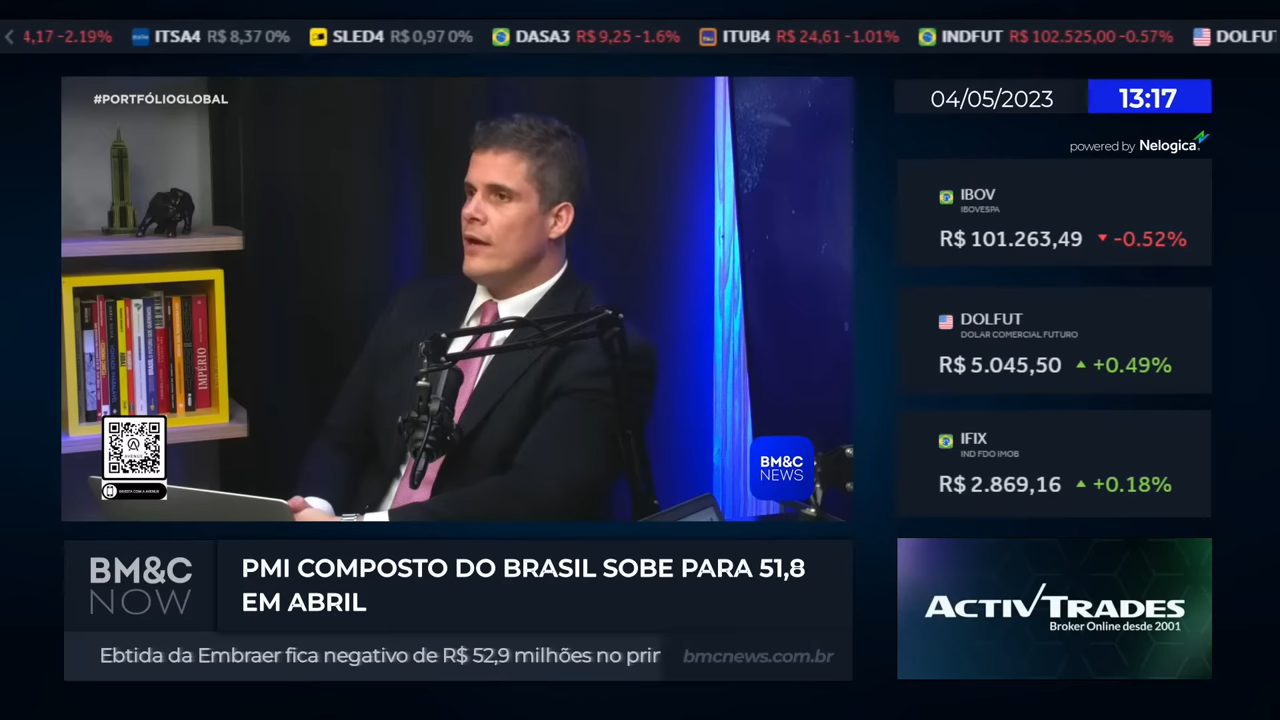 4,17 -2.19% ITSA4 R$ 8,37 0% SLED4 R$ 0,97 0% DASA3 R$ 9,25 -1.6% ITUB4 R$ 24,61 -1.01% INDFUT R$ 102.525,00 -0.57% DOLFUT
#PORTFÓLIOGLOBAL
04/05/2023 13:17
powered by Nelogica
IBOV
IBOVESPA
R$ 101.263,49 -0.52%
DOLFUT
DOLAR COMERCIAL FUTURO
R$ 5.045,50 +0.49%
IFIX
IND FDO IMOB
R$ 2.869,16 +0.18%
IMPÉRIO
AVENUE
INVISTA COM A AVENUE
BM&C
NEWS
BM&C
NOW
PMI COMPOSTO DO BRASIL SOBE PARA 51,8
EM ABRIL
Ebtida da Embraer fica negativo de R$ 52,9 milhões no prir
bmcnews.com.br
ACTIVTRADES
Broker Online desde 2001